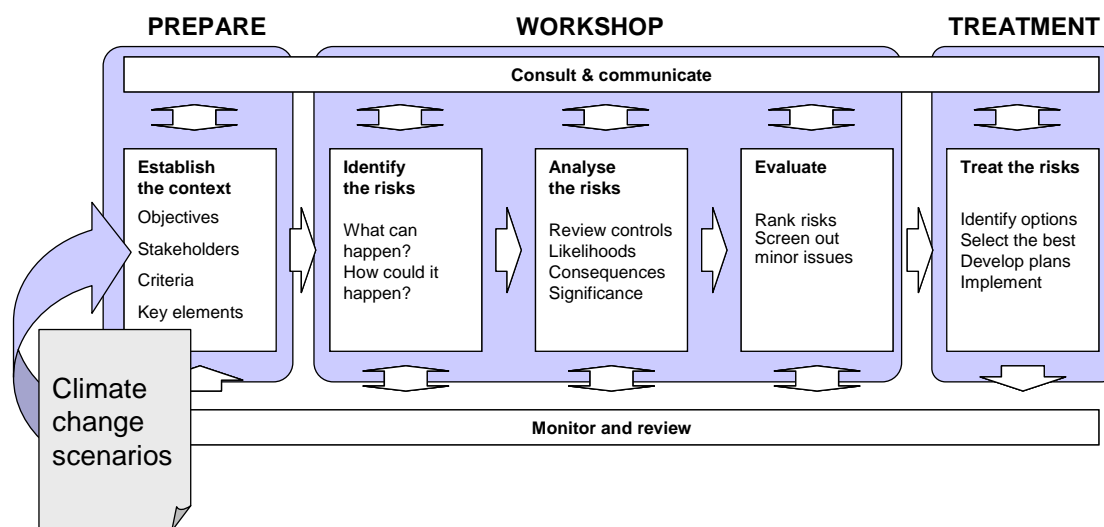 PREPARE
WORKSHOP
TREATMENT
Consult & communicate
Establish
the context
Objectives
Stakeholders
Criteria
Key elements
Identify
the risks
What can
happen?
How could it
happen?
Analyse
the risks
Review controls
Likelihoods
Consequences
Significance
Evaluate
Rank risks
Screen out
minor issues
Treat the risks
Identify options
Select the best
Develop plans
Implement
Climate
change
scenarios
Monitor and review